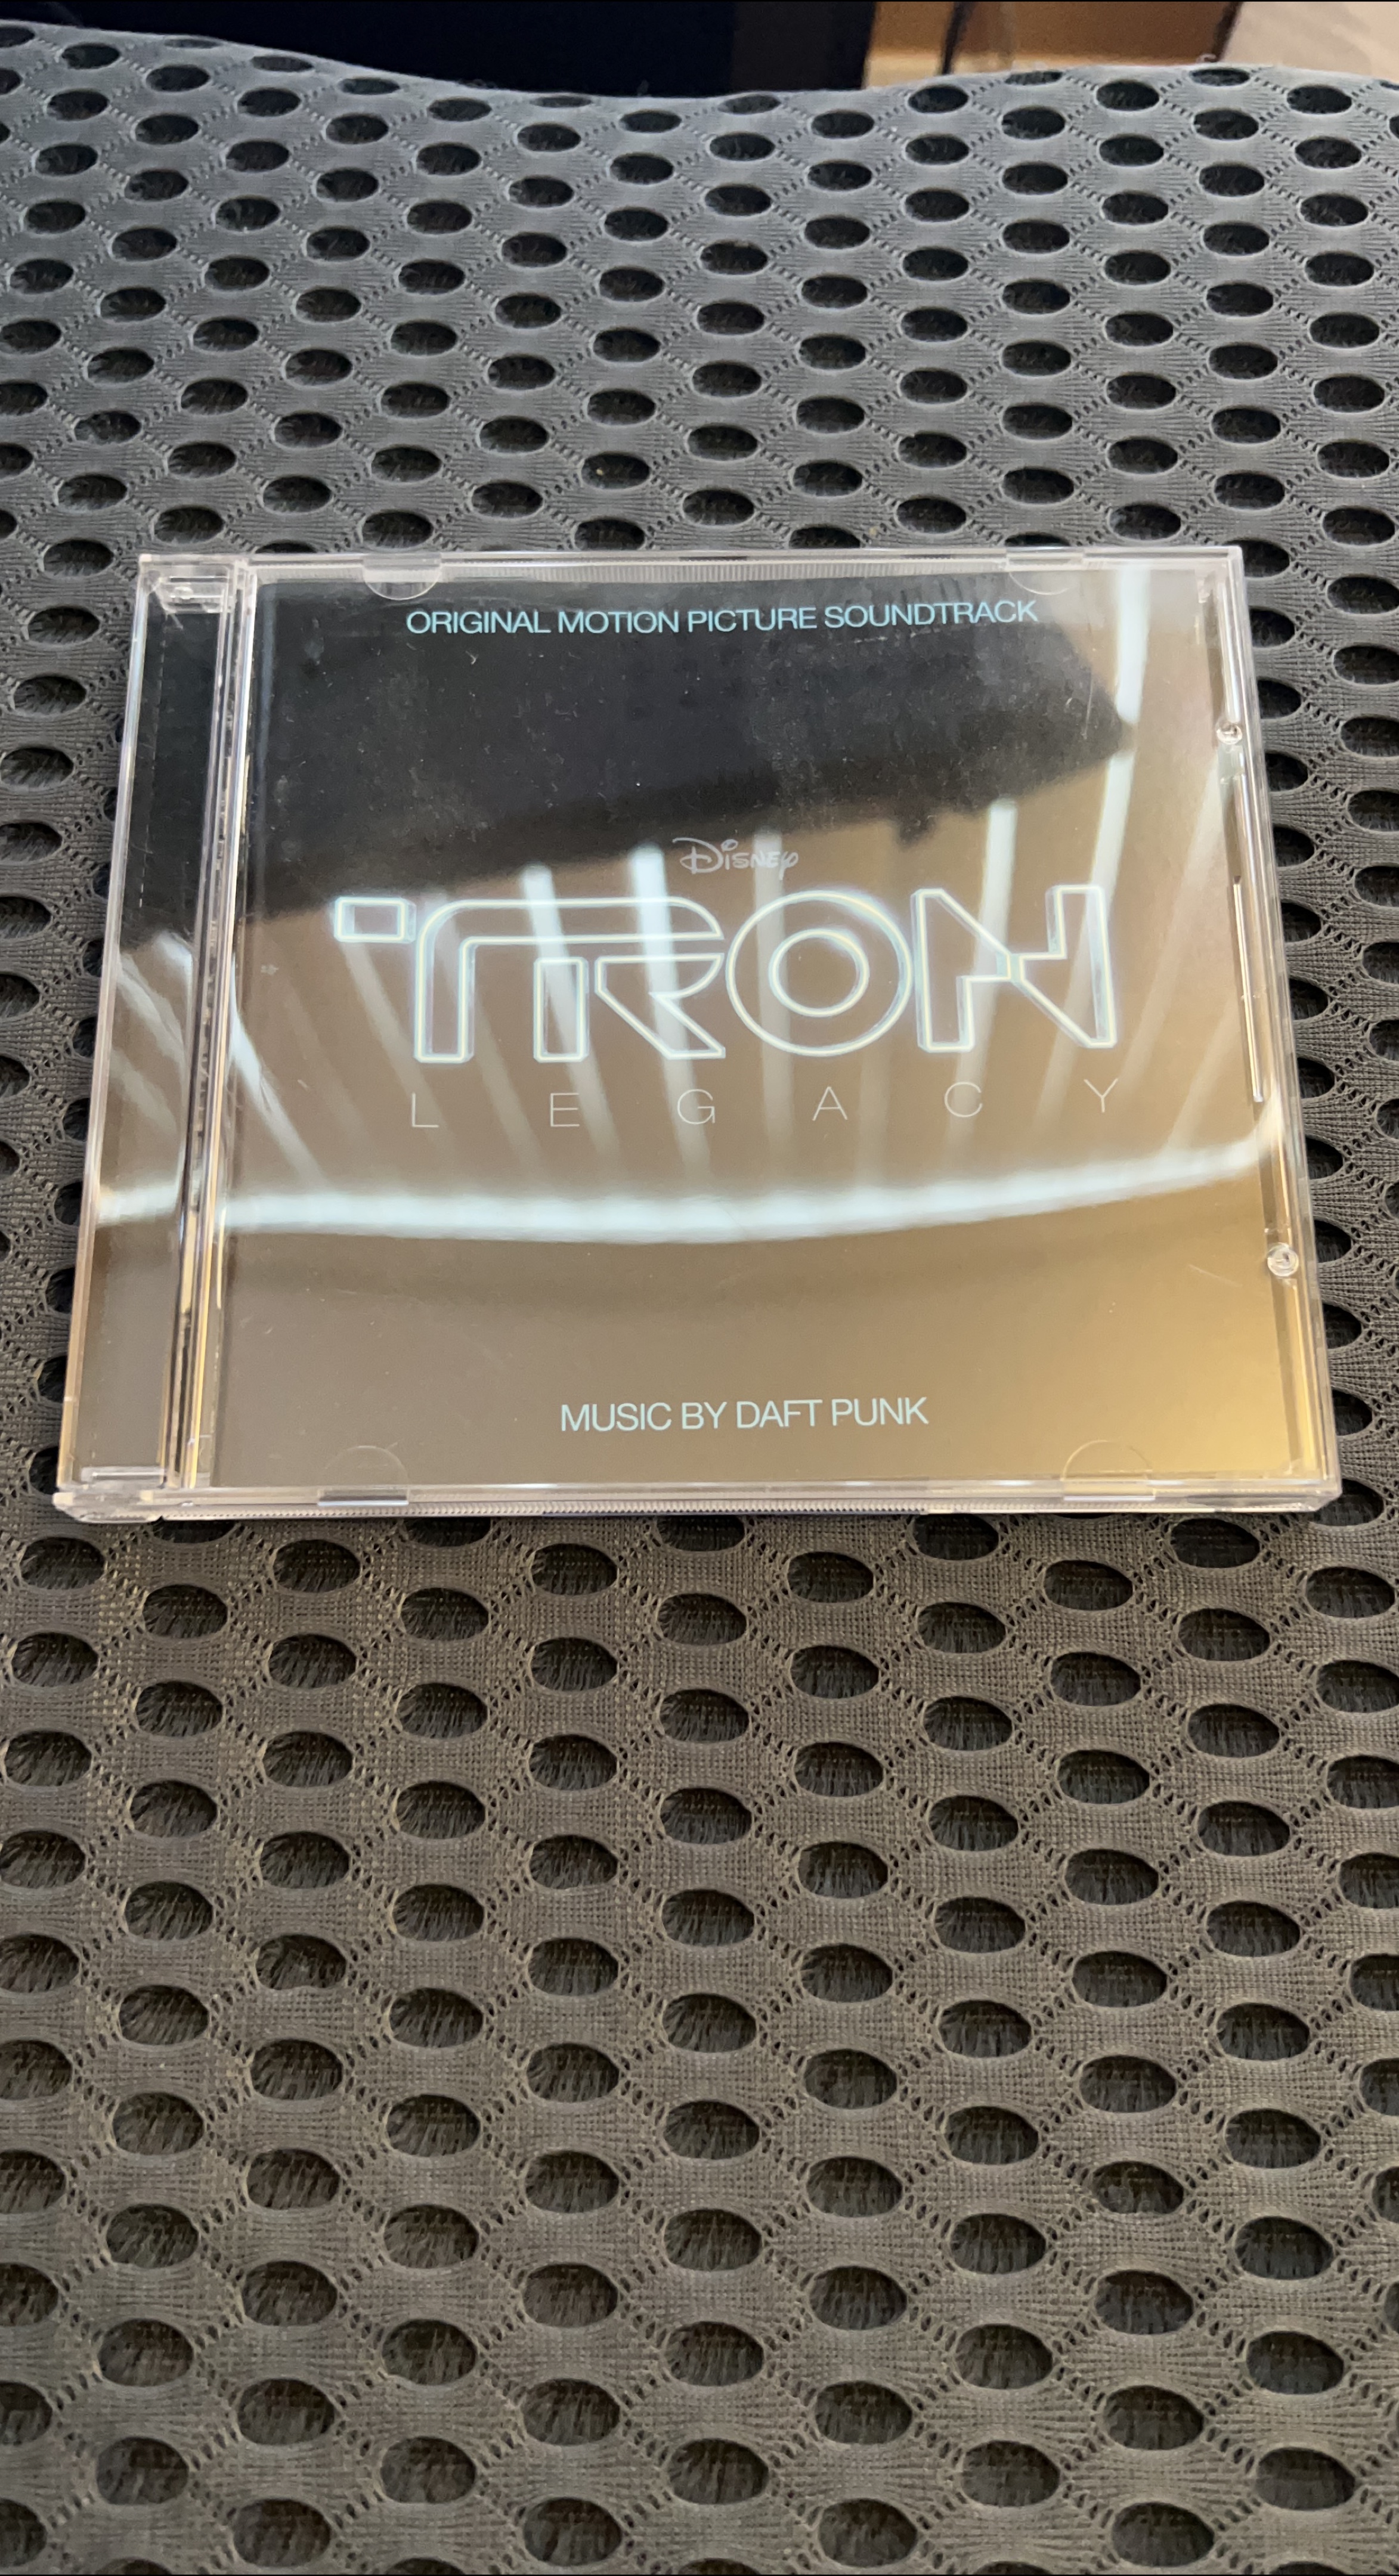 ORIGINAL MOTION PICTURE SOUNDTRACK
Disney
TRON
LEGACY
MUSIC BY DAFT PUNK